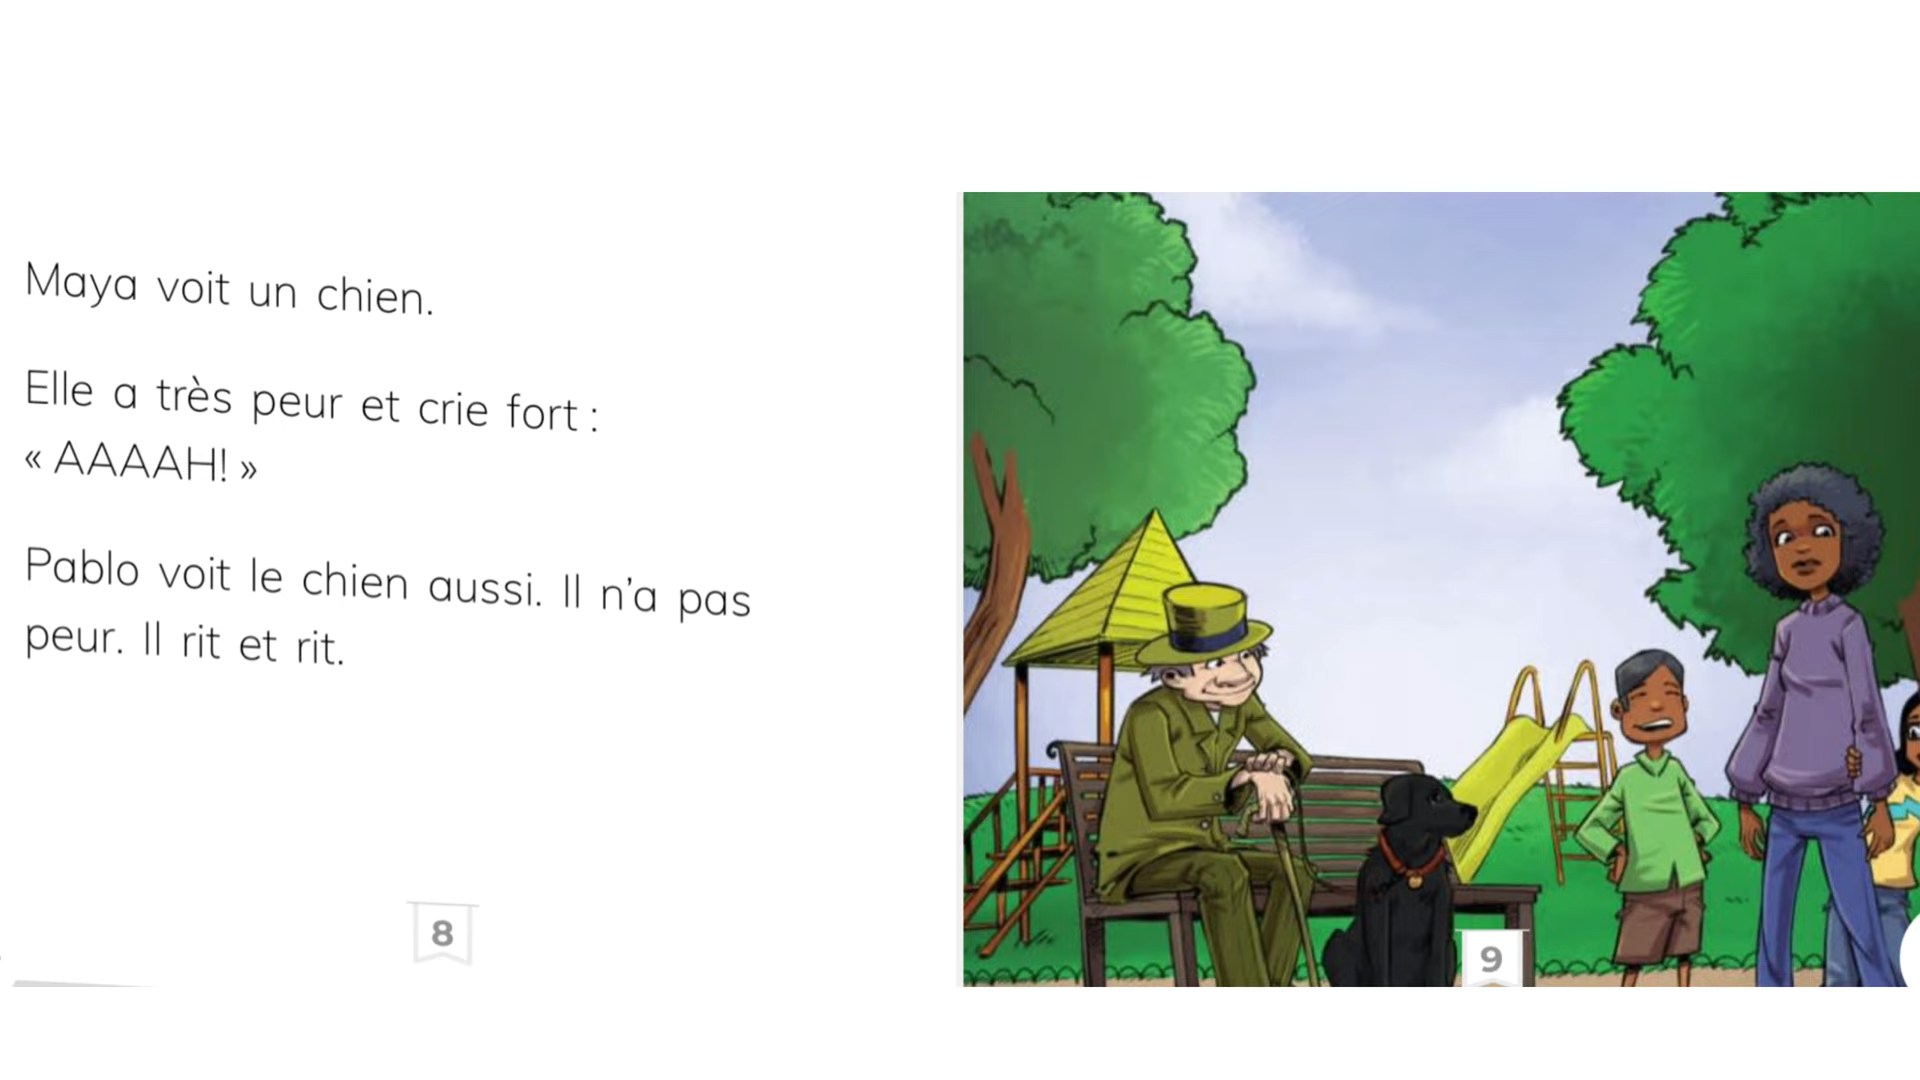 Maya voit un chien.
Elle a très peur et crie fort :
« AAAAH! »
Pablo voit le chien aussi. Il n'a pas
peur. Il rit et rit.
8
9